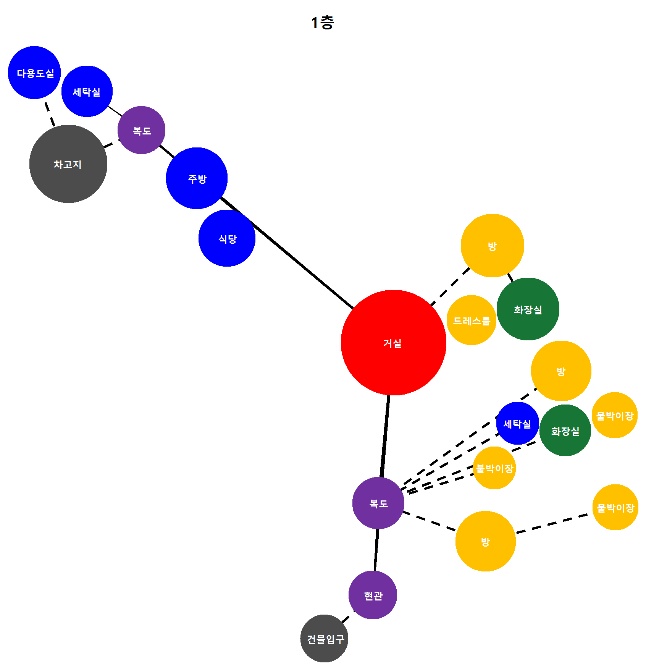 1층
다용도실
세탁실
복도
차고지
주방
식당
방
화장실
드레스룸
거실
방
붙박이장
세탁실
화장실
붙박이장
복도
붙박이장
방
현관
건물입구